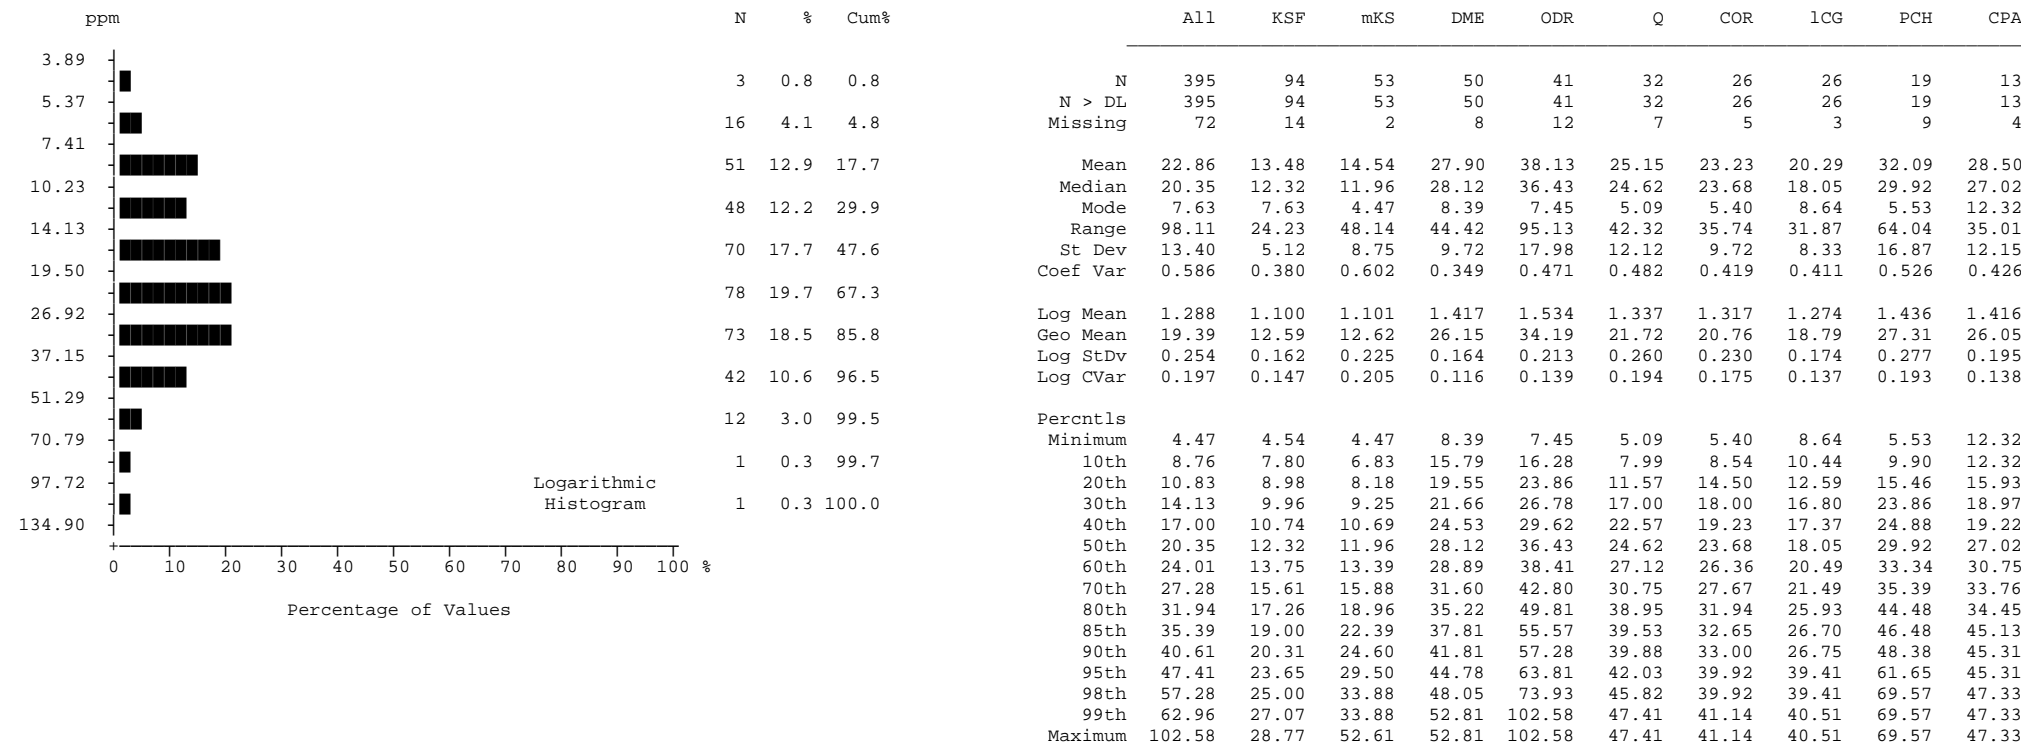 ppm N % Cum% All KSF mKS DME ODR Q COR lCG PCH CPA
3.89
3 0.8 0.8 N 395 94 53 50 41 32 26 26 19 13
5.37 N > DL 395 94 53 50 41 32 26 26 19 13
16 4.1 4.8 Missing 72 14 2 8 12 7 5 3 9 4
7.41
51 12.9 17.7 Mean 22.86 13.48 14.54 27.90 38.13 25.15 23.23 20.29 32.09 28.50
10.23 Median 20.35 12.32 11.96 28.12 36.43 24.62 23.68 18.05 29.92 27.02
48 12.2 29.9 Mode 7.63 7.63 4.47 8.39 7.45 5.09 5.40 8.64 5.53 12.32
14.13 Range 98.11 24.23 48.14 44.42 95.13 42.32 35.74 31.87 64.04 35.01
70 17.7 47.6 St Dev 13.40 5.12 8.75 9.72 17.98 12.12 9.72 8.33 16.87 12.15
19.50 Coef Var 0.586 0.380 0.602 0.349 0.471 0.482 0.419 0.411 0.526 0.426
78 19.7 67.3
26.92 Log Mean 1.288 1.100 1.101 1.417 1.534 1.337 1.317 1.274 1.436 1.416
73 18.5 85.8 Geo Mean 19.39 12.59 12.62 26.15 34.19 21.72 20.76 18.79 27.31 26.05
37.15 Log StDv 0.254 0.162 0.225 0.164 0.213 0.260 0.230 0.174 0.277 0.195
42 10.6 96.5 Log CVar 0.197 0.147 0.205 0.116 0.139 0.194 0.175 0.137 0.193 0.138
51.29
12 3.0 99.5 Percntls
70.79 Minimum 4.47 4.54 4.47 8.39 7.45 5.09 5.40 8.64 5.53 12.32
1 0.3 99.7 10th 8.76 7.80 6.83 15.79 16.28 7.99 8.54 10.44 9.90 12.32
97.72 Logarithmic 20th 10.83 8.98 8.18 19.55 23.86 11.57 14.50 12.59 15.46 15.93
Histogram 1 0.3 100.0 30th 14.13 9.96 9.25 21.66 26.78 17.00 18.00 16.80 23.86 18.97
134.90 40th 17.00 10.74 10.69 24.53 29.62 22.57 19.23 17.37 24.88 19.22
50th 20.35 12.32 11.96 28.12 36.43 24.62 23.68 18.05 29.92 27.02
0 10 20 30 40 50 60 70 80 90 100 % 60th 24.01 13.75 13.39 28.89 38.41 27.12 26.36 20.49 33.34 30.75
70th 27.28 15.61 15.88 31.60 42.80 30.75 27.67 21.49 35.39 33.76
Percentage of Values 80th 31.94 17.26 18.96 35.22 49.81 38.95 31.94 25.93 44.48 34.45
85th 35.39 19.00 22.39 37.81 55.57 39.53 32.65 26.70 46.48 45.13
90th 40.61 20.31 24.60 41.81 57.28 39.88 33.00 26.75 48.38 45.31
95th 47.41 23.65 29.50 44.78 63.81 42.03 39.92 39.41 61.65 45.31
98th 57.28 25.00 33.88 48.05 73.93 45.82 39.92 39.41 69.57 47.33
99th 62.96 27.07 33.88 52.81 102.58 47.41 41.14 40.51 69.57 47.33
Maximum 102.58 28.77 52.61 52.81 102.58 47.41 41.14 40.51 69.57 47.33